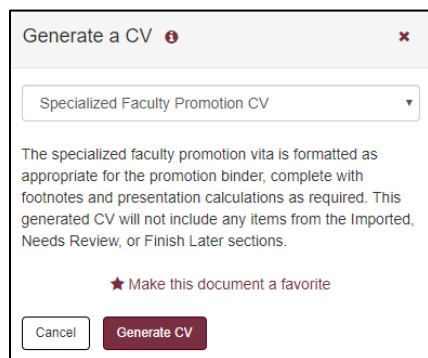 Generate a CV
Specialized Faculty Promotion CV
The specialized faculty promotion vita is formatted as
appropriate for the promotion binder, complete with
footnotes and presentation calculations as required. This
generated CV will not include any items from the Imported,
Needs Review, or Finish Later sections.
Make this document a favorite
Cancel Generate CV